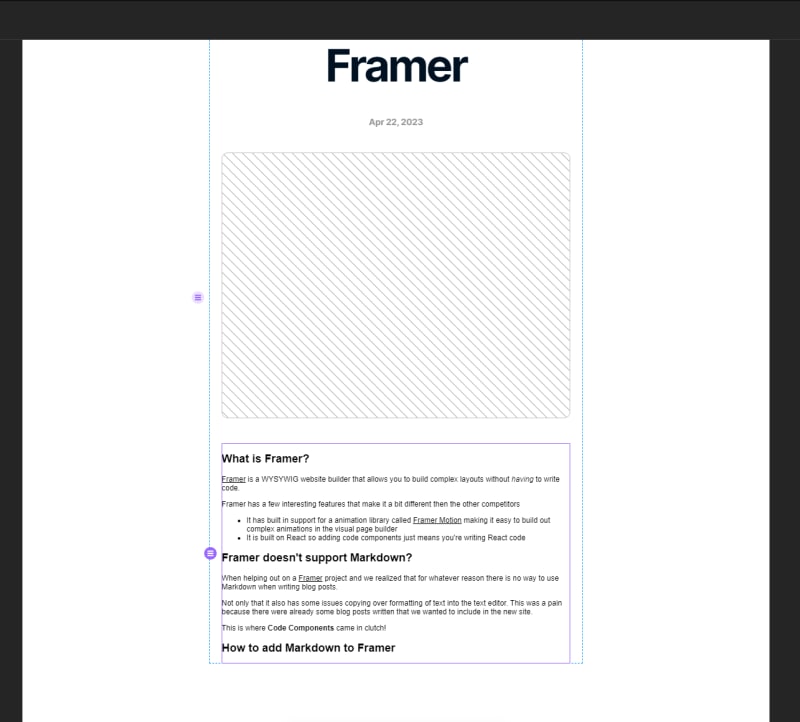 Framer
Apr 22, 2023
What is Framer?
Framer is a WYSYWIG website builder that allows you to build complex layouts without having to write
code.
Framer has a few interesting features that make it a bit different then the other competitors
• It has built in support for a animation library called Framer Motion making it easy to build out
complex animations in the visual page builder
• It is built on React so adding code components just means you're writing React code
Framer doesn't support Markdown?
When helping out on a Framer project and we realized that for whatever reason there is no way to use
Markdown when writing blog posts.
Not only that it also has some issues copying over formatting of text into the text editor. This was a pain
because there were already some blog posts written that we wanted to include in the new site.
This is where Code Components came in clutch!
How to add Markdown to Framer